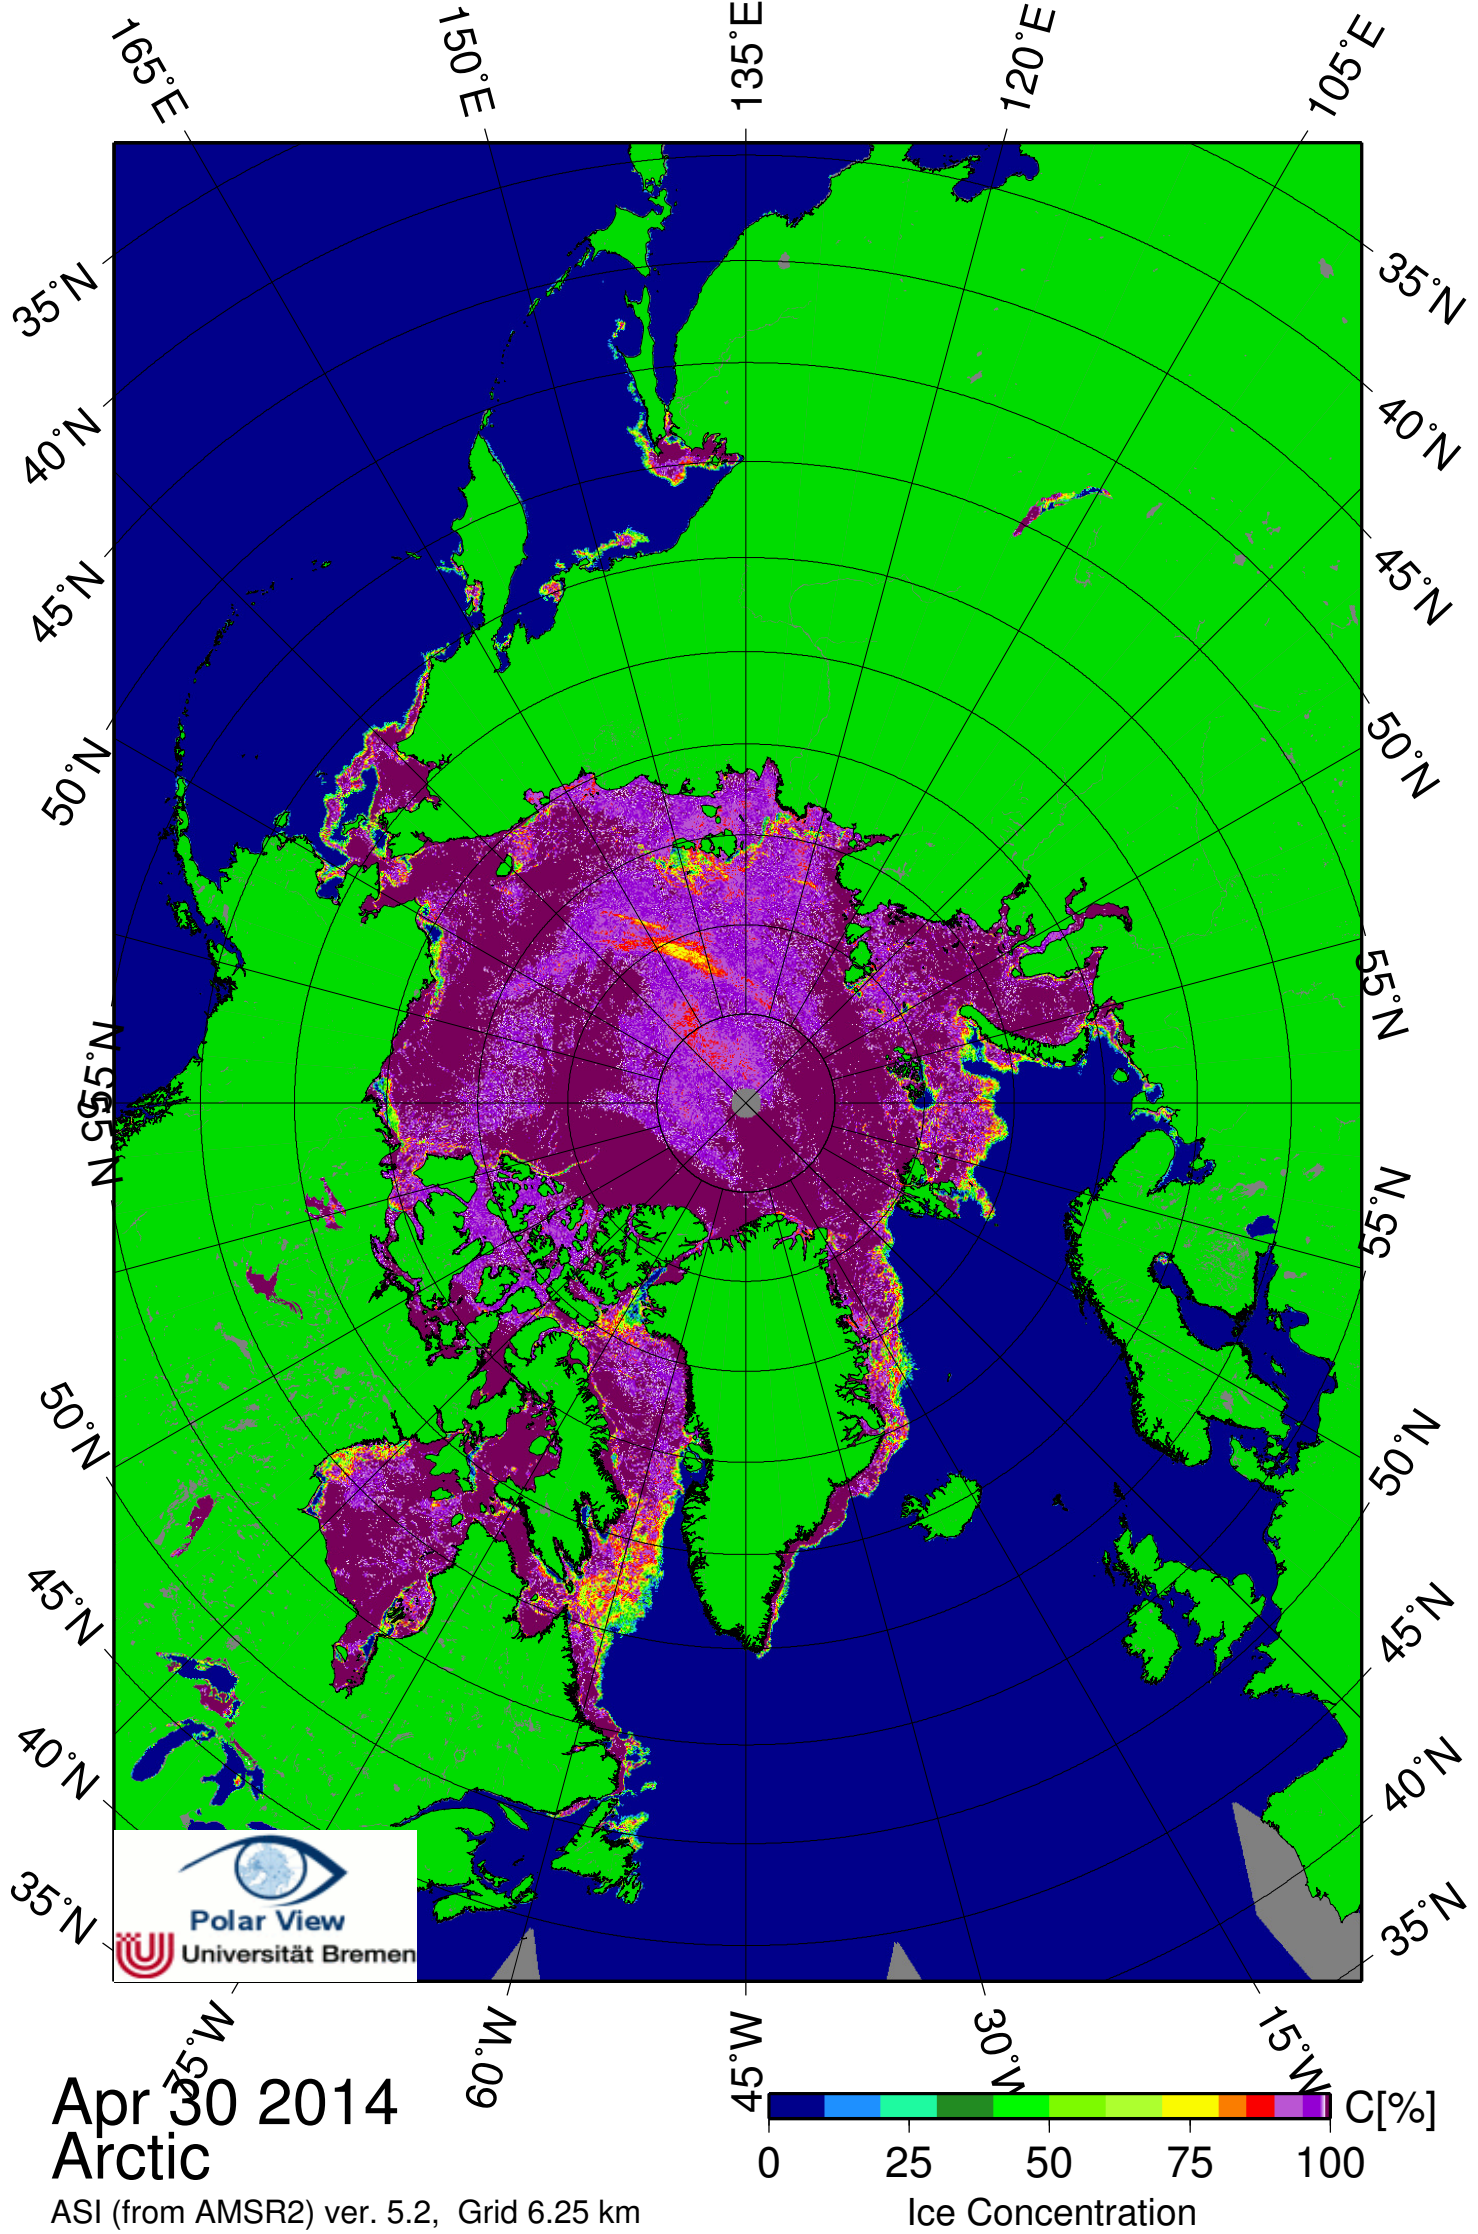 165°E 150°E 135°E 120°E 105°E
35°N 35°N
40°N 40°N
45°N 45°N
50°N 50°N
55°N 55°N
55°N 55°N
50°N 50°N
45°N 45°N
40°N 40°N
35°N 35°N
Polar View
Universität Bremen
75°W 60°W 45°W 30°W 15°W
Apr 30 2014
Arctic
ASI (from AMSR2) ver. 5.2, Grid 6.25 km
C[%]
0 25 50 75 100
Ice Concentration